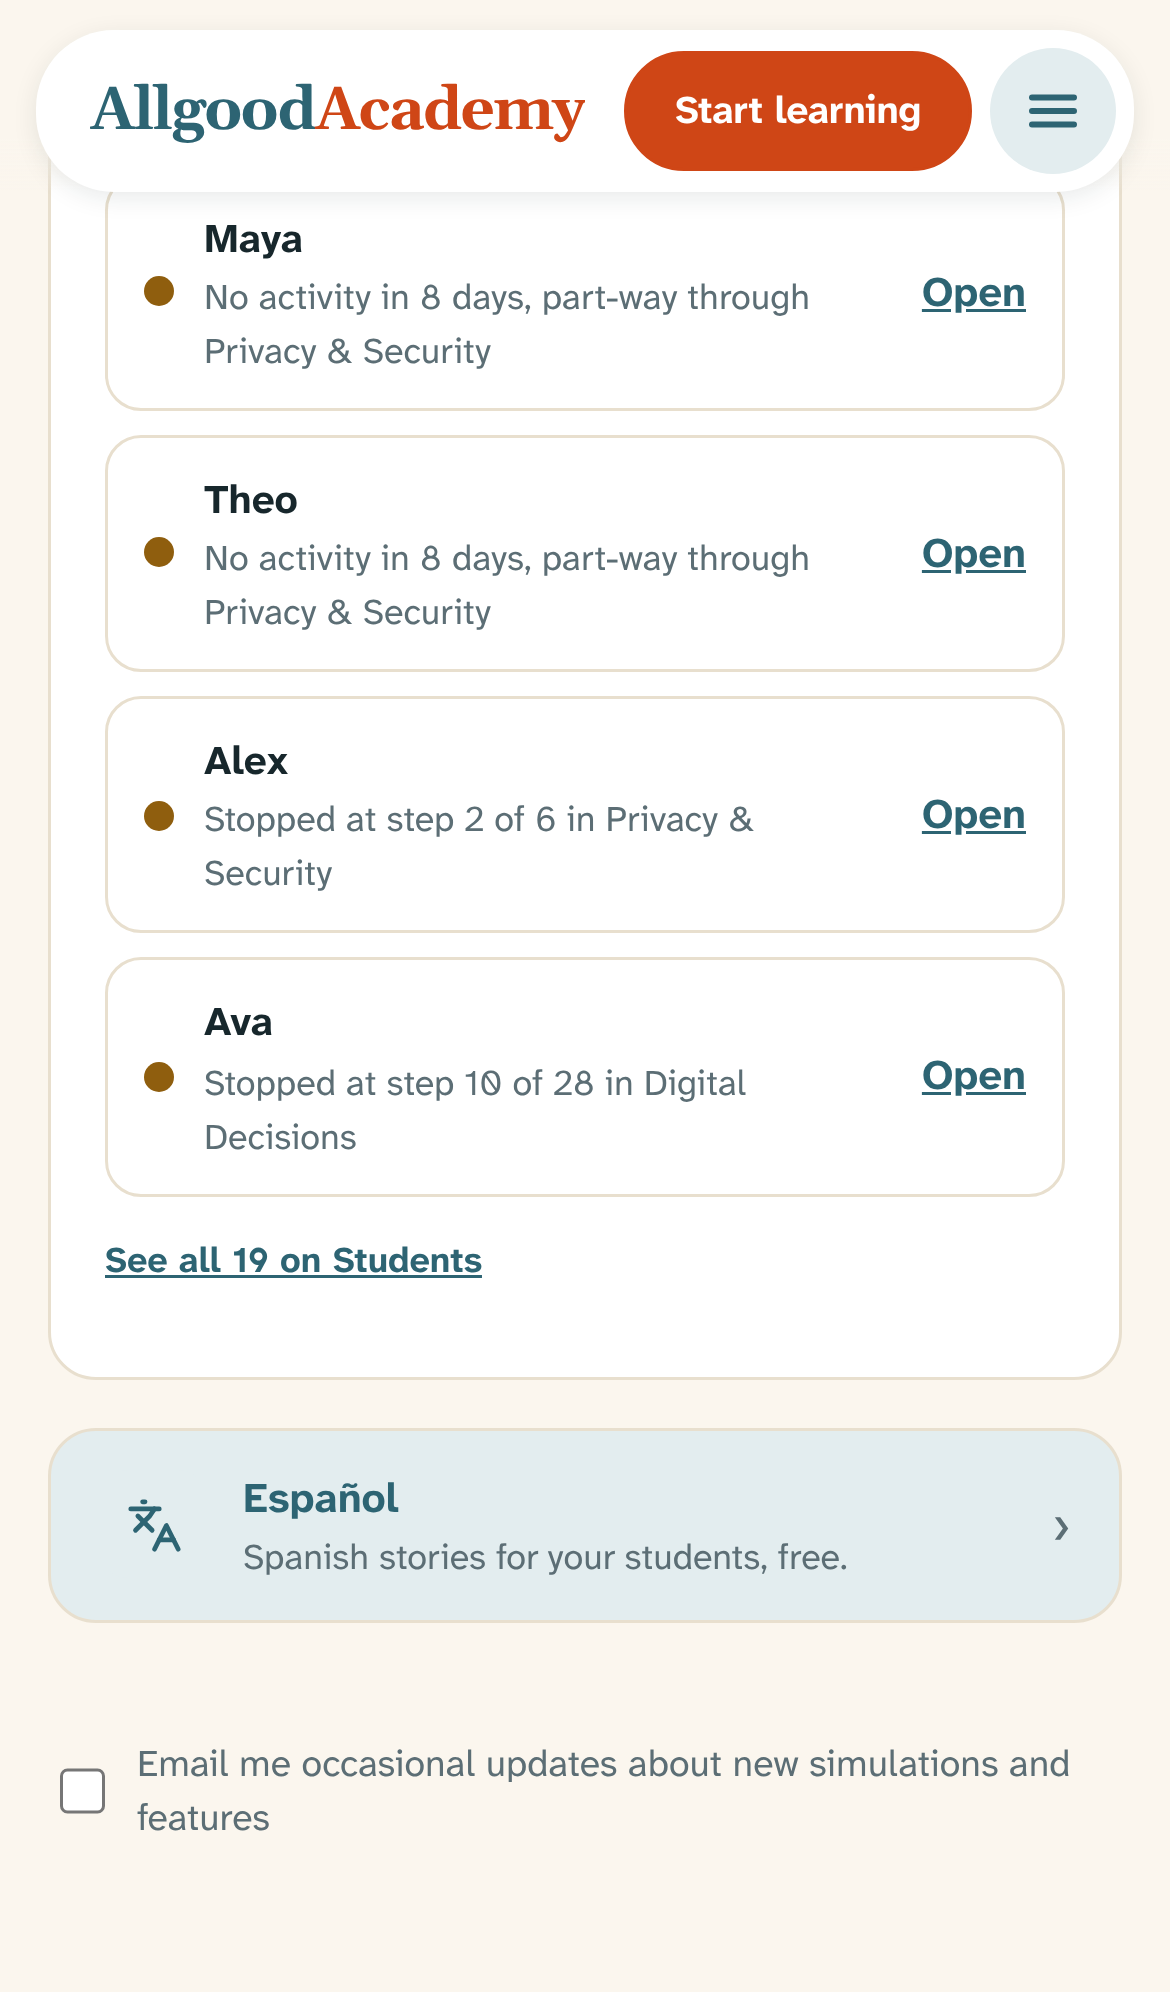 AllgoodAcademy
Start learning
Maya
No activity in 8 days, part-way through
Privacy & Security
Open
Theo
No activity in 8 days, part-way through
Privacy & Security
Open
Alex
Stopped at step 2 of 6 in Privacy &
Security
Open
Ava
Stopped at step 10 of 28 in Digital
Decisions
Open
See all 19 on Students
Español
Spanish stories for your students, free.
Email me occasional updates about new simulations and
features